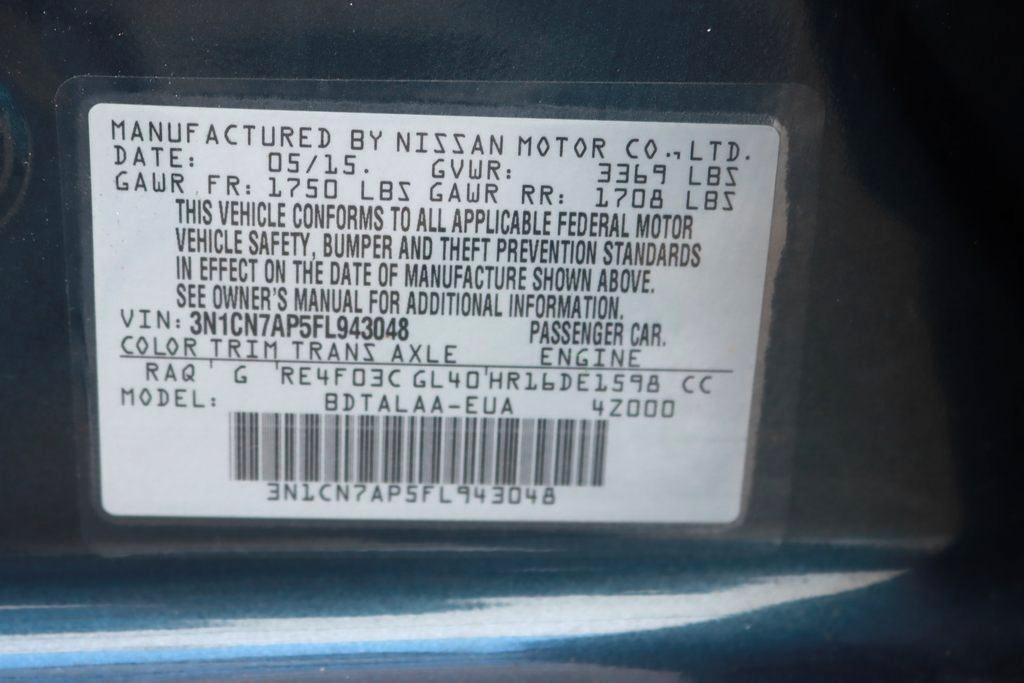 MANUFACTURED BY NISSAN MOTOR CO.,LTD.
DATE: 05/15. GVWR: 3369 LBS
GAWR FR: 1750 LBS GAWR RR: 1708 LBS
THIS VEHICLE CONFORMS TO ALL APPLICABLE FEDERAL MOTOR
VEHICLE SAFETY, BUMPER AND THEFT PREVENTION STANDARDS
IN EFFECT ON THE DATE OF MANUFACTURE SHOWN ABOVE.
SEE OWNER'S MANUAL FOR ADDITIONAL INFORMATION.
VIN: 3N1CN7AP5FL943048 PASSENGER CAR.
COLOR TRIM TRANS AXLE ENGINE
RAQ ' G ' RE4F03C GL40'HR16DE1598 CC
MODEL: BDTALAA-EUA 4Z000
3N1CN7AP5FL943048